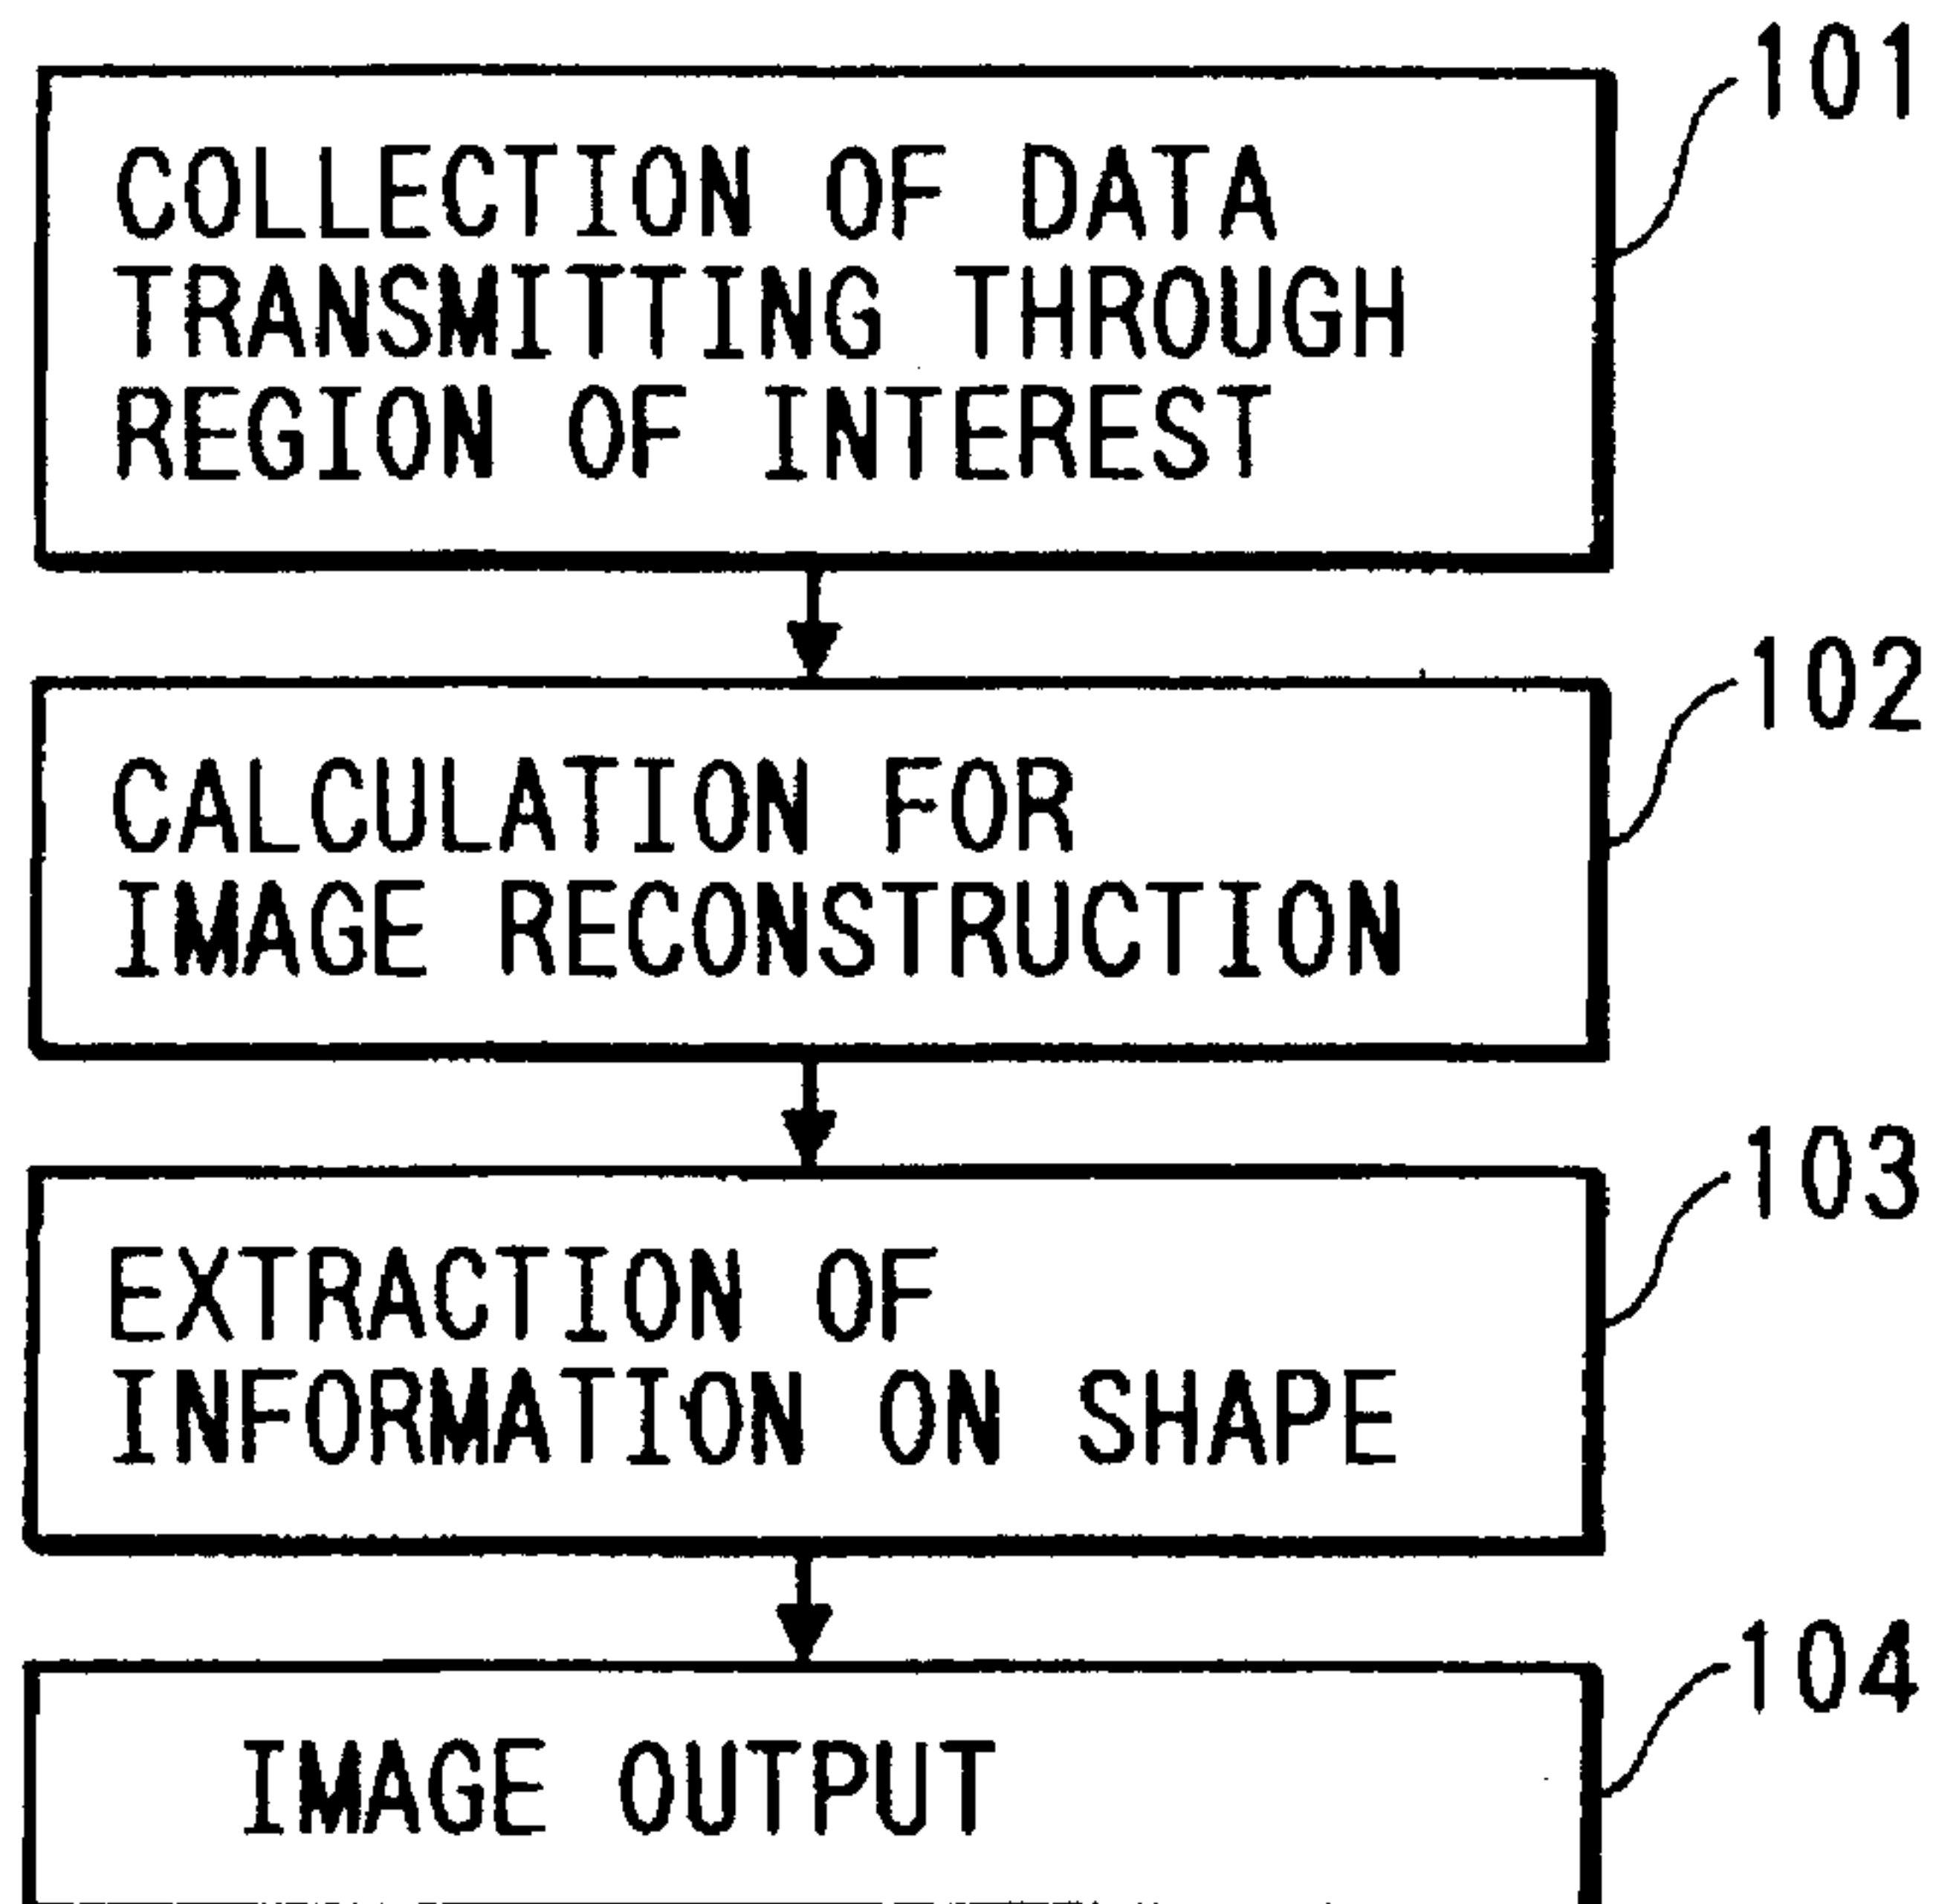 101
COLLECTION OF DATA
TRANSMITTING THROUGH
REGION OF INTEREST
102
CALCULATION FOR
IMAGE RECONSTRUCTION
103
EXTRACTION OF
INFORMATION ON SHAPE
104
IMAGE OUTPUT